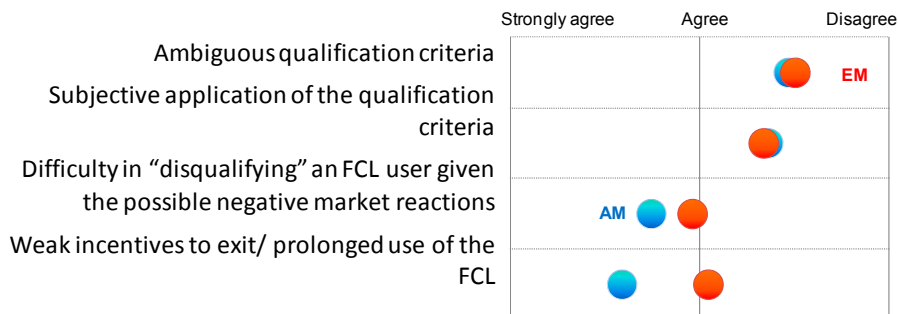 Strongly agree Agree Disagree
Ambiguous qualification criteria
EM
Subjective application of the qualification
criteria
Difficulty in “disqualifying” an FCL user given
the possible negative market reactions
AM
Weak incentives to exit/ prolonged use of the
FCL